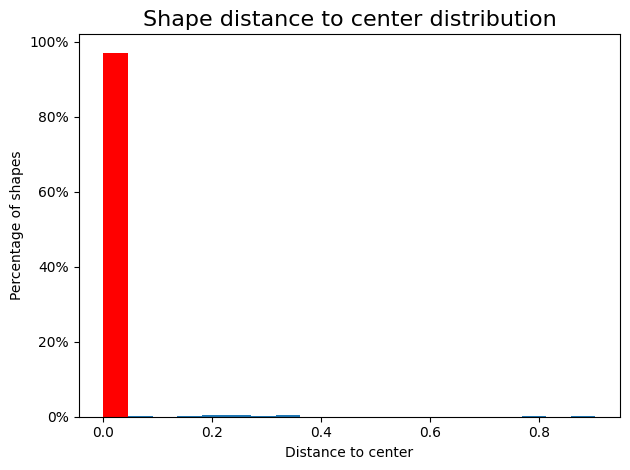 Shape distance to center distribution
100%
80%
60%
40%
20%
0%
Percentage of shapes
0.0 0.2 0.4 0.6 0.8
Distance to center